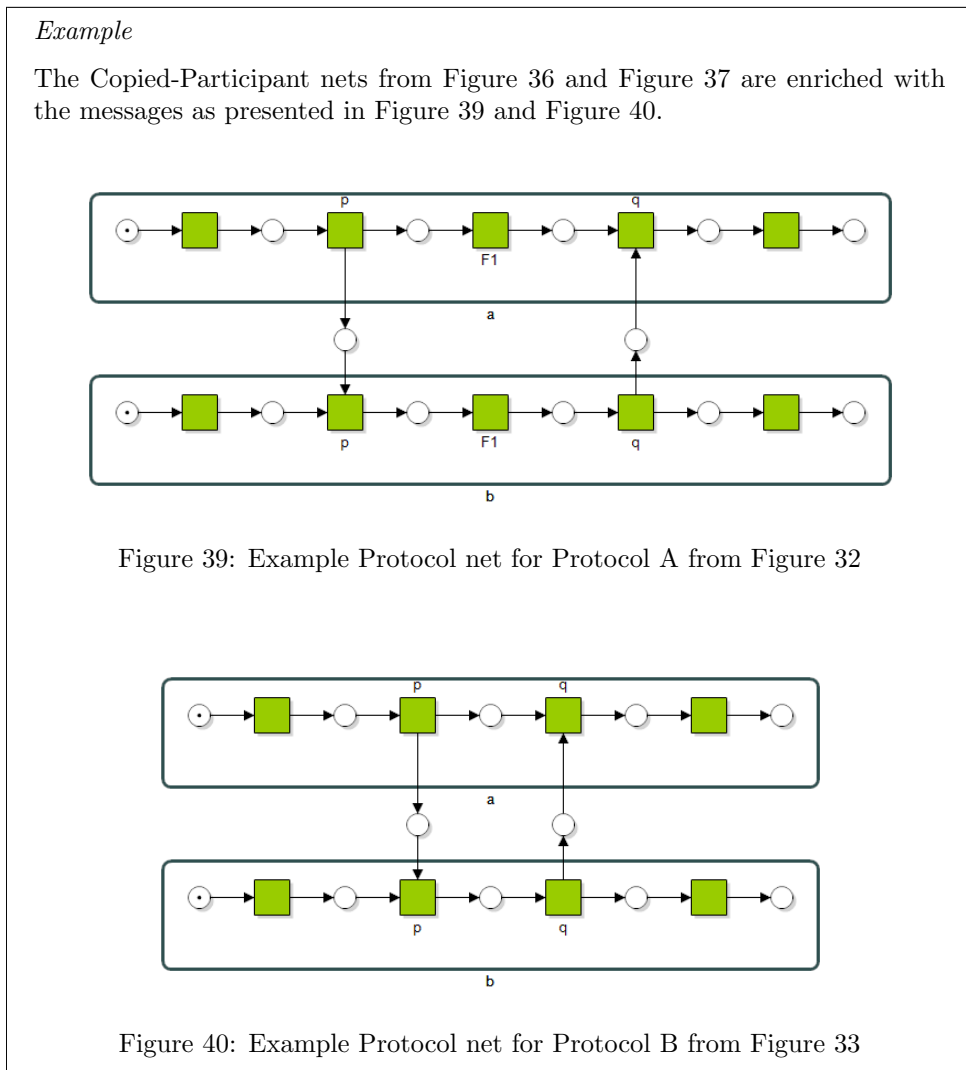 Example
The Copied-Participant nets from Figure 36 and Figure 37 are enriched with
the messages as presented in Figure 39 and Figure 40.
p q
F1
a
p F1 q
b
Figure 39: Example Protocol net for Protocol A from Figure 32
p q
a
p q
b
Figure 40: Example Protocol net for Protocol B from Figure 33